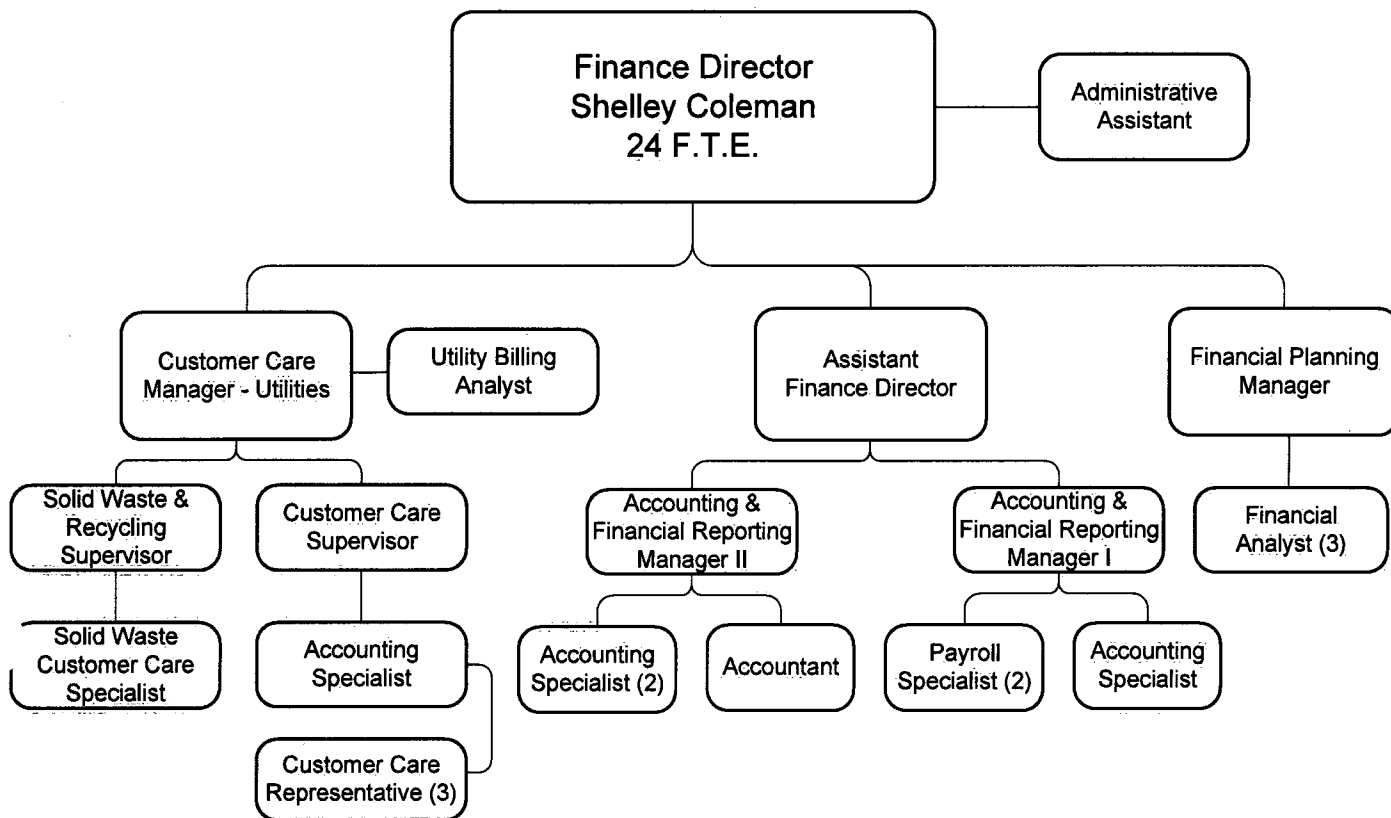 Finance Director
Shelley Coleman
24 F.T.E.
Administrative
Assistant
Customer Care
Manager - Utilities
Utility Billing
Analyst
Assistant
Finance Director
Financial Planning
Manager
Solid Waste &
Recycling
Supervisor
Customer Care
Supervisor
Accounting &
Financial Reporting
Manager II
Accounting &
Financial Reporting
Manager I
Financial
Analyst (3)
Solid Waste
Customer Care
Specialist
Accounting
Specialist
Accounting
Specialist (2)
Accountant
Payroll
Specialist (2)
Accounting
Specialist
Customer Care
Representative (3)